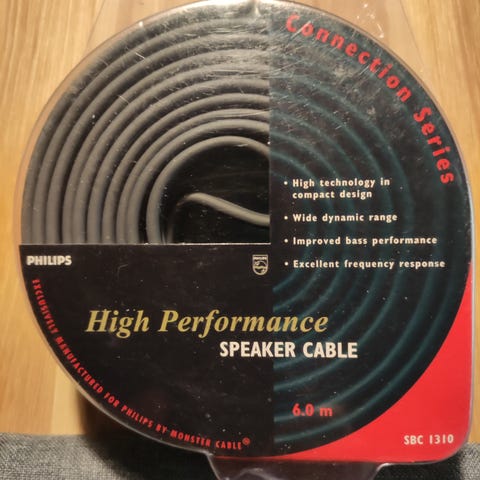 Connection Series
• High technology in
compact design
• Wide dynamic range
• Improved bass performance
• Excellent frequency response
PHILIPS
PHILIPS
High Performance
SPEAKER CABLE
6.0 m
SBC 1310
EXCLUSIVELY MANUFACTURED FOR PHILIPS BY MONSTER CABLE®